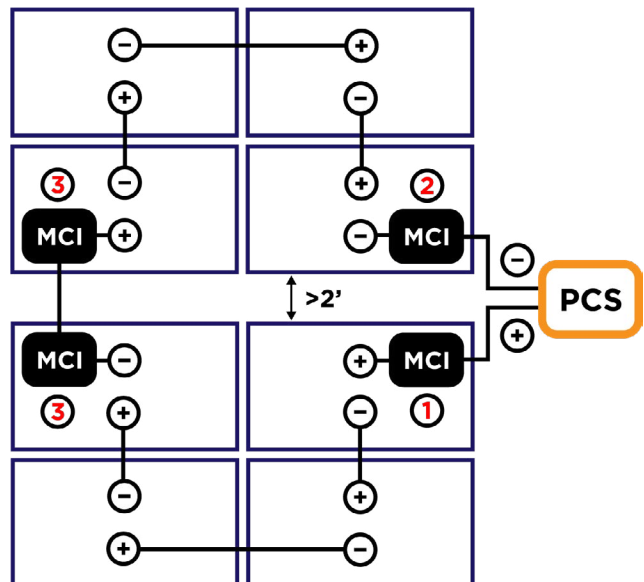 − +
+ −
3 − + 2
MCI + − MCI −
>2’ PCS
+
MCI − + MCI
3 + − 1
− +
+ −